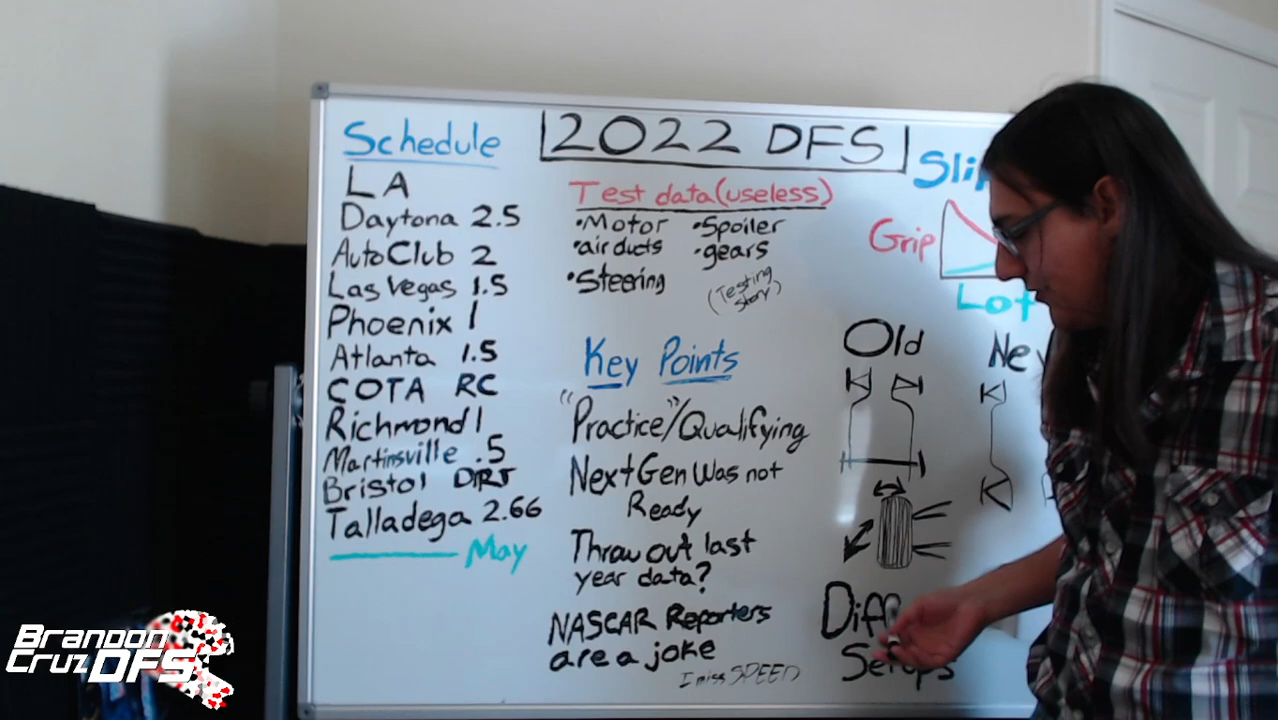 2022 DFS
Schedule
LA
Daytona 2.5
Auto Club 2
Las Vegas 1.5
Phoenix 1
Atlanta 1.5
COTA RC
Richmond 1
Martinsville .5
Bristol DIRT
Talladega 2.66
May
Test data (useless)
•Motor •Spoiler
•air ducts •gears
•Steering
(Testing
story)
Key Points
"Practice"/Qualifying
NextGen Was not
Ready
Throw out last
year data?
NASCAR Reporters
are a joke
I miss SPEED
Grip
Old
Setups
Brandon
Cruz DFS